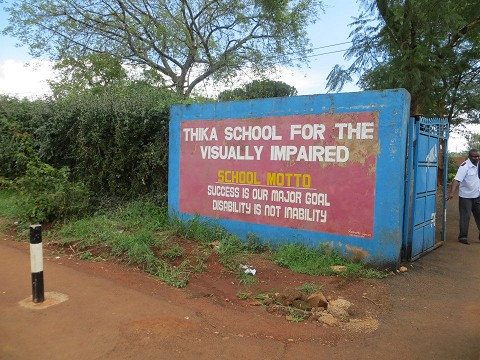 THIKA SCHOOL FOR THE
VISUALLY IMPAIRED
SCHOOL MOTTO
SUCCESS IS OUR MAJOR GOAL
DISABILITY IS NOT INABILITY